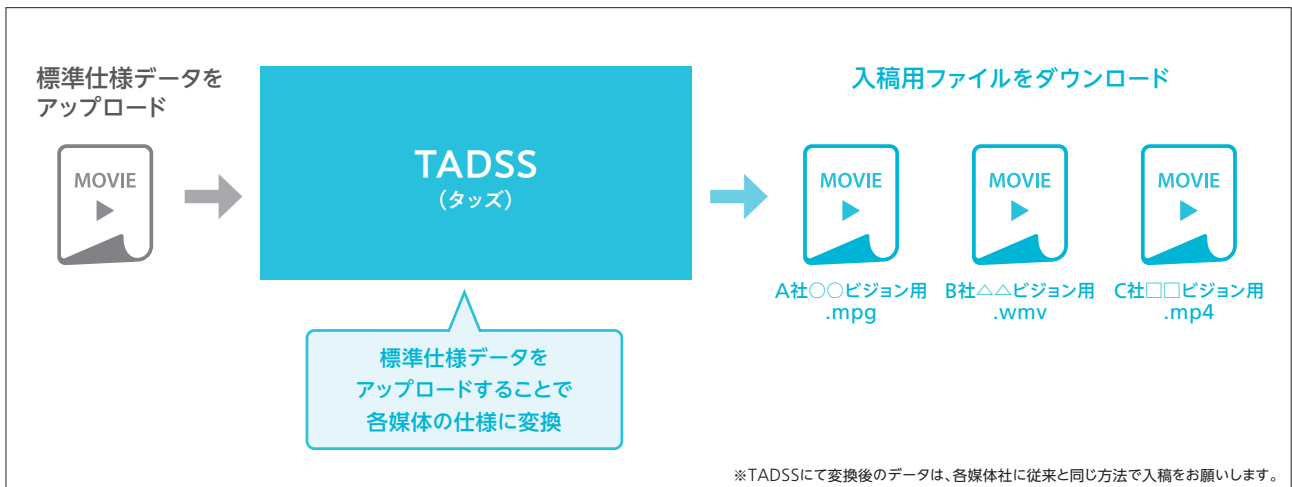 標準仕様データを
アップロード
MOVIE
TADSS
(タッズ)
標準仕様データを
アップロードすることで
各媒体の仕様に変換
入稿用ファイルをダウンロード
MOVIE
MOVIE
MOVIE
A社○○ビジョン用
.mpg
B社△△ビジョン用
.wmv
C社□□ビジョン用
.mp4
※TADSSにて変換後のデータは、各媒体社に従来と同じ方法で入稿をお願いします。